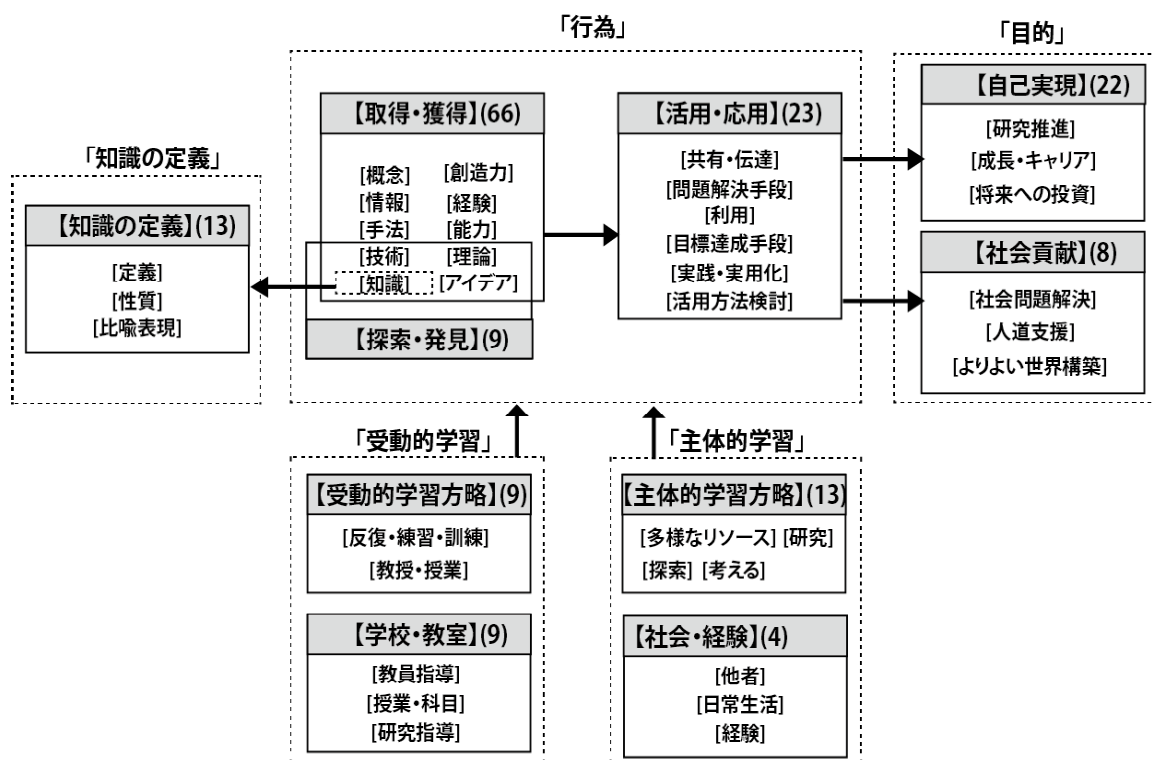 「知識の定義」
【知識の定義】(13)
[定義]
[性質]
[比喩表現]
「行為」
【取得・獲得】(66)
[概念] [創造力]
[情報] [経験]
[手法] [能力]
[技術] [理論]
[知識] [アイデア]
【探索・発見】(9)
【活用・応用】(23)
[共有・伝達]
[問題解決手段]
[利用]
[目標達成手段]
[実践・実用化]
[活用方法検討]
「目的」
【自己実現】(22)
[研究推進]
[成長・キャリア]
[将来への投資]
【社会貢献】(8)
[社会問題解決]
[人道支援]
[よりよい世界構築]
「受動的学習」
【受動的学習方略】(9)
[反復・練習・訓練]
[教授・授業]
【学校・教室】(9)
[教員指導]
[授業・科目]
[研究指導]
「主体的学習」
【主体的学習方略】(13)
[多様なリソース] [研究]
[探索] [考える]
【社会・経験】(4)
[他者]
[日常生活]
[経験]